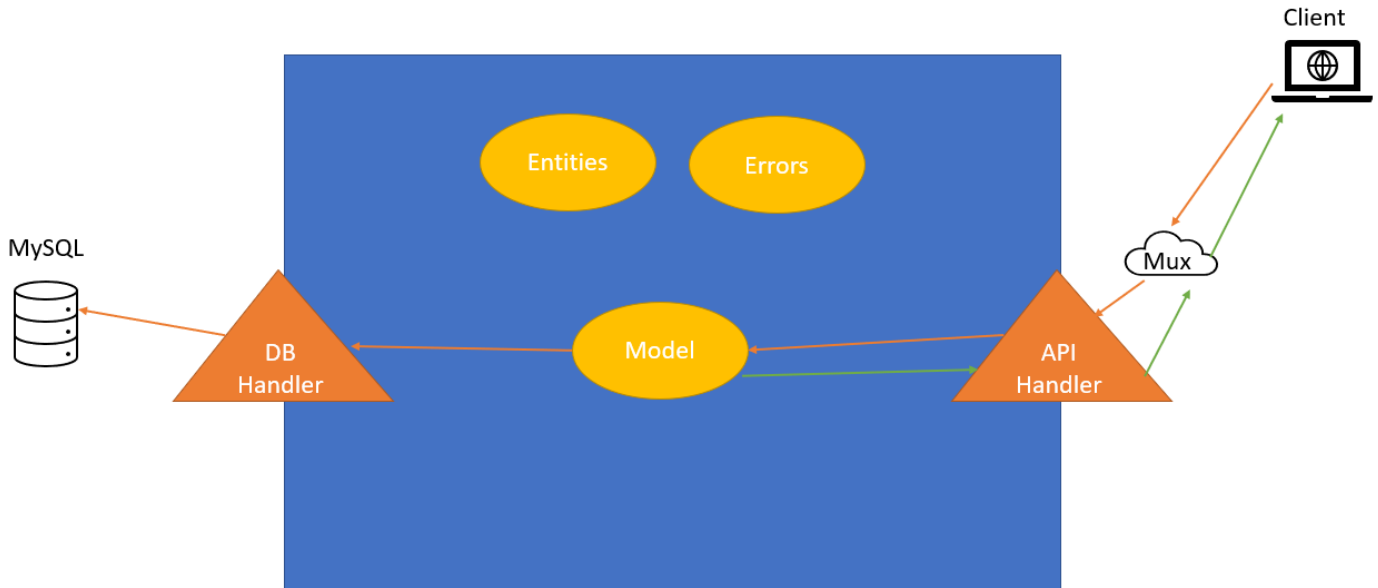 Client
Entities
Errors
MySQL
Mux
DB
Handler
Model
API
Handler